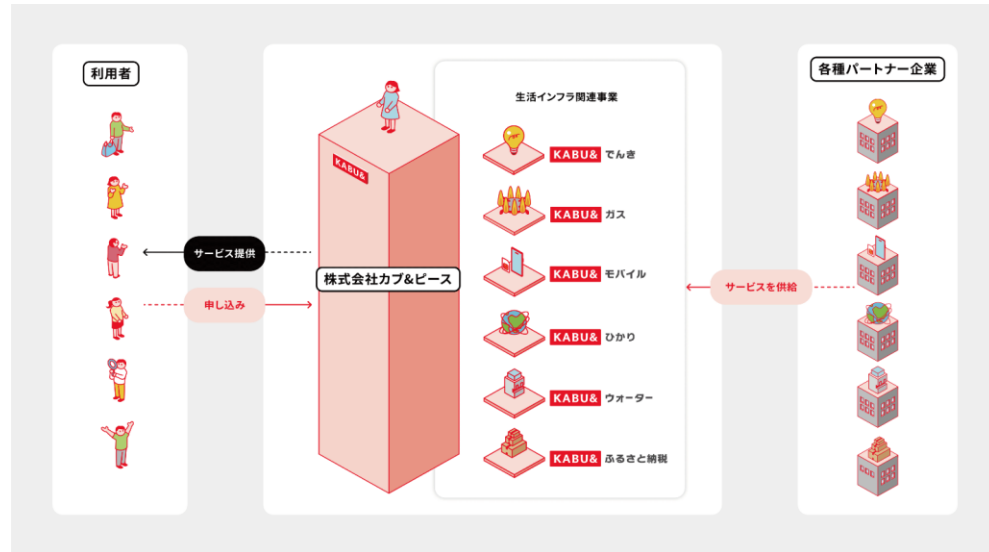 利用者
サービス提供
申し込み
KABU&
株式会社カブ&ピース
生活インフラ関連事業
KABU& でんき
KABU& ガス
KABU& モバイル
KABU& ひかり
KABU& ウォーター
KABU& ふるさと納税
サービスを供給
各種パートナー企業